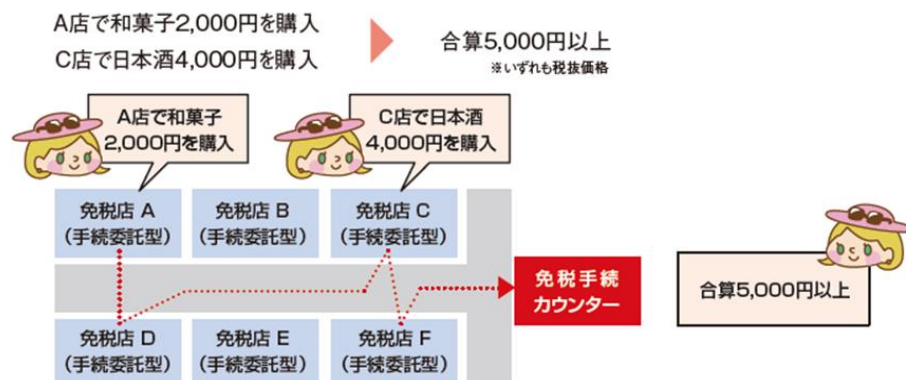 A店で和菓子2,000円を購入
C店で日本酒4,000円を購入
合算5,000円以上
※いずれも税抜価格
A店で和菓子
2,000円を購入
C店で日本酒
4,000円を購入
免税店 A
(手続委託型)
免税店 B
(手続委託型)
免税店 C
(手続委託型)
免税手続
カウンター
合算5,000円以上
免税店 D
(手続委託型)
免税店 E
(手続委託型)
免税店 F
(手続委託型)